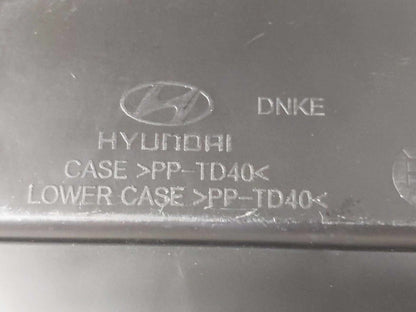 DNKE
HYUNDAI
CASE >PP-TD40<
LOWER CASE >PP-TD40<